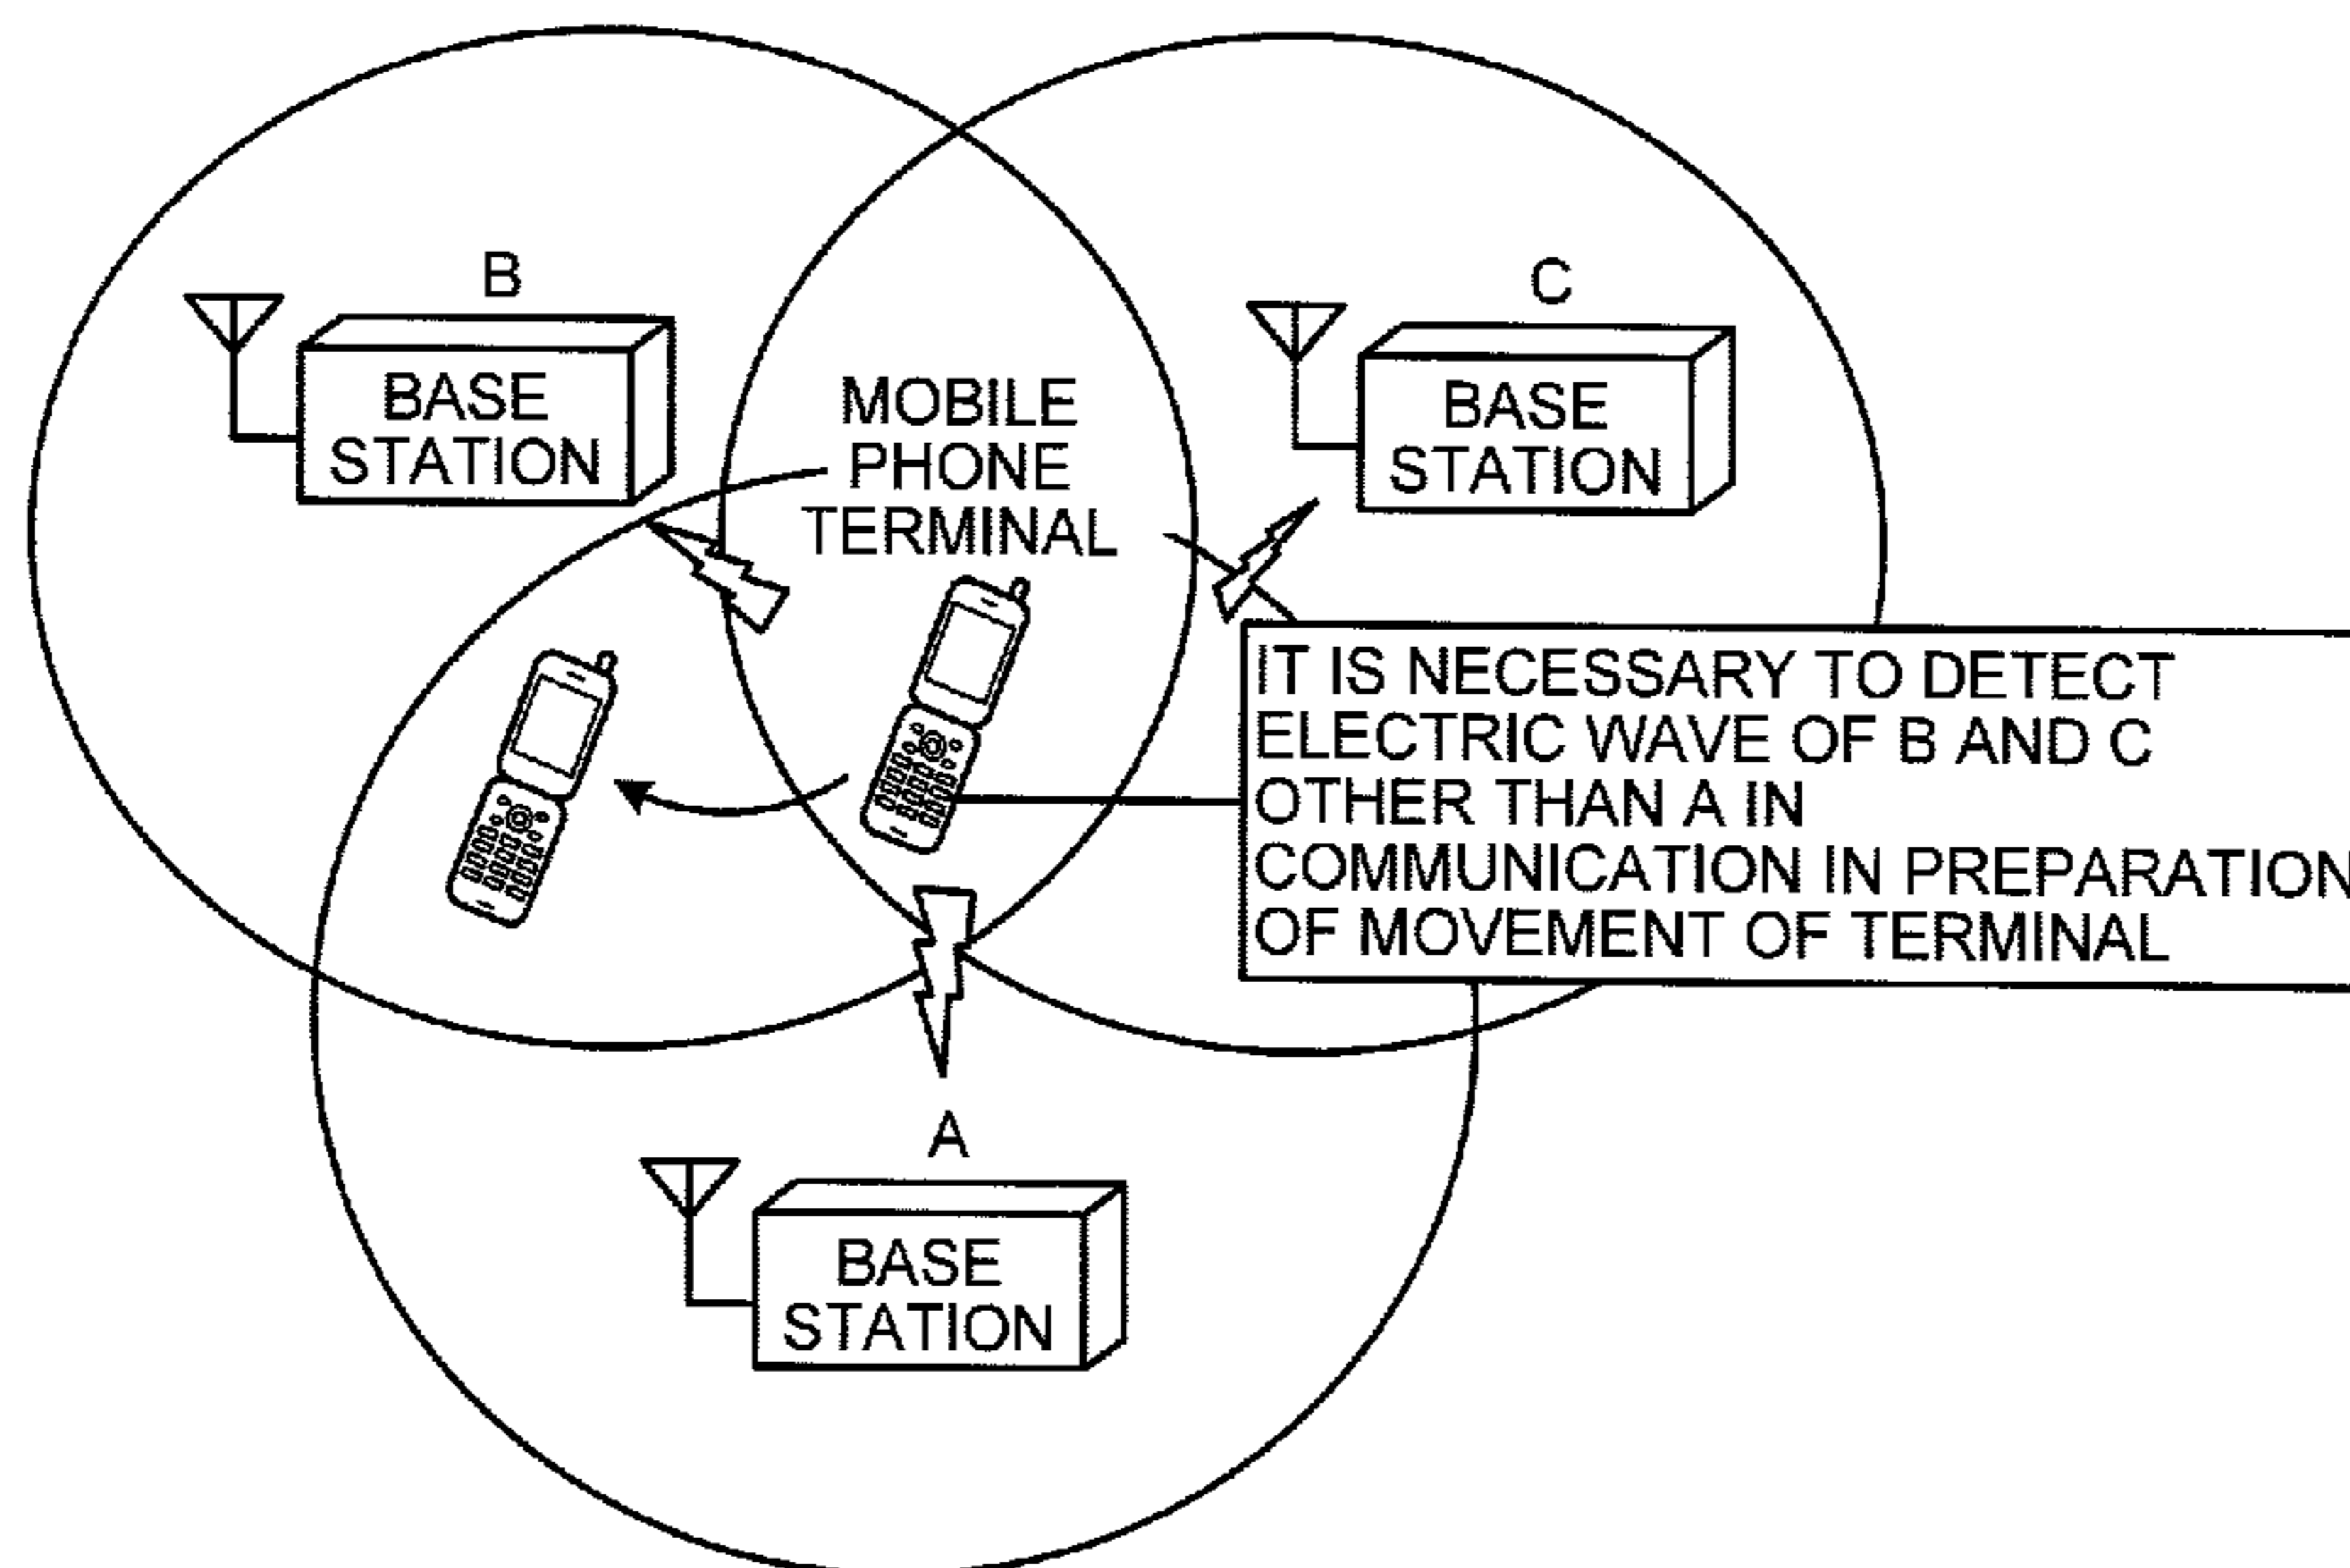 B
BASE
STATION
C
BASE
STATION
MOBILE
PHONE
TERMINAL
IT IS NECESSARY TO DETECT
ELECTRIC WAVE OF B AND C
OTHER THAN A IN
COMMUNICATION IN PREPARATION
OF MOVEMENT OF TERMINAL
A
BASE
STATION